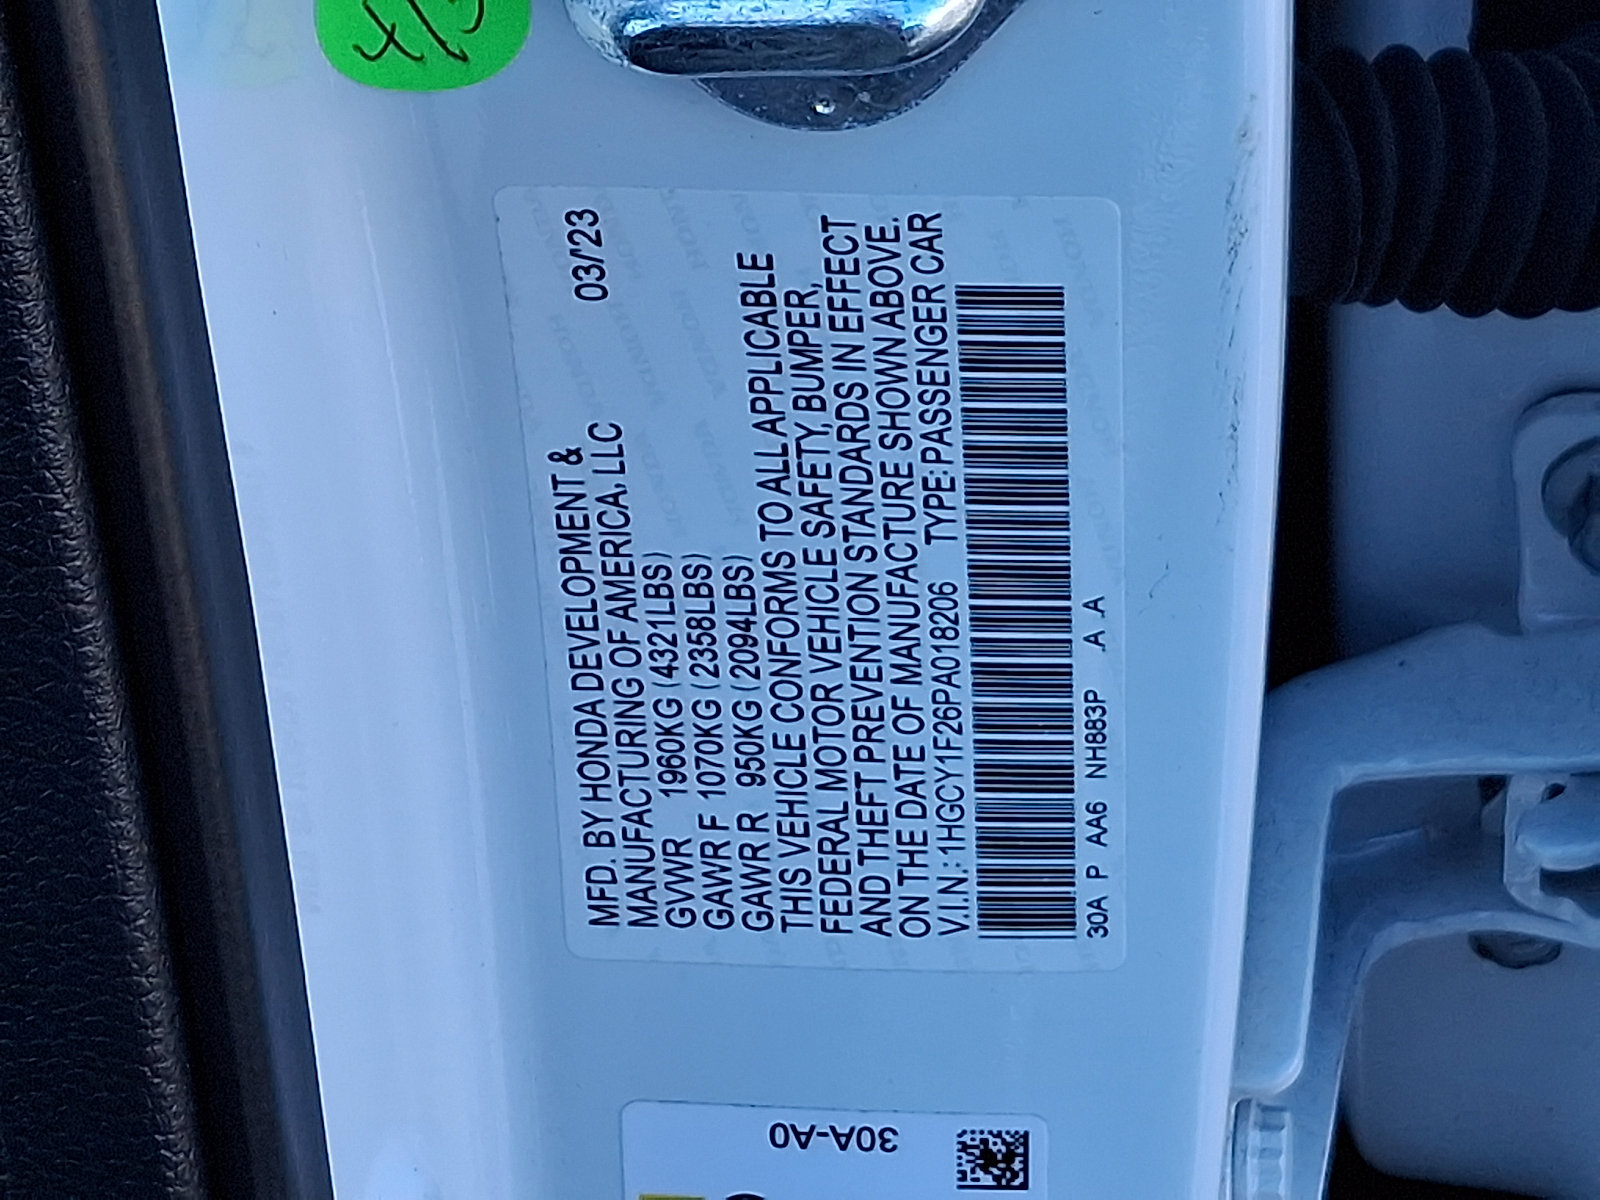 MFD. BY HONDA DEVELOPMENT & 03/'23
MANUFACTURING OF AMERICA, LLC
GVWR 1960KG (4321LBS)
GAWR F 1070KG (2358LBS)
GAWR R 950KG (2094LBS)
THIS VEHICLE CONFORMS TO ALL APPLICABLE
FEDERAL MOTOR VEHICLE SAFETY, BUMPER,
AND THEFT PREVENTION STANDARDS IN EFFECT
ON THE DATE OF MANUFACTURE SHOWN ABOVE.
V.I.N.: 1HGCY1F26PA018206 TYPE: PASSENGER CAR
30A P AA6 NH883P A A
30A-A0